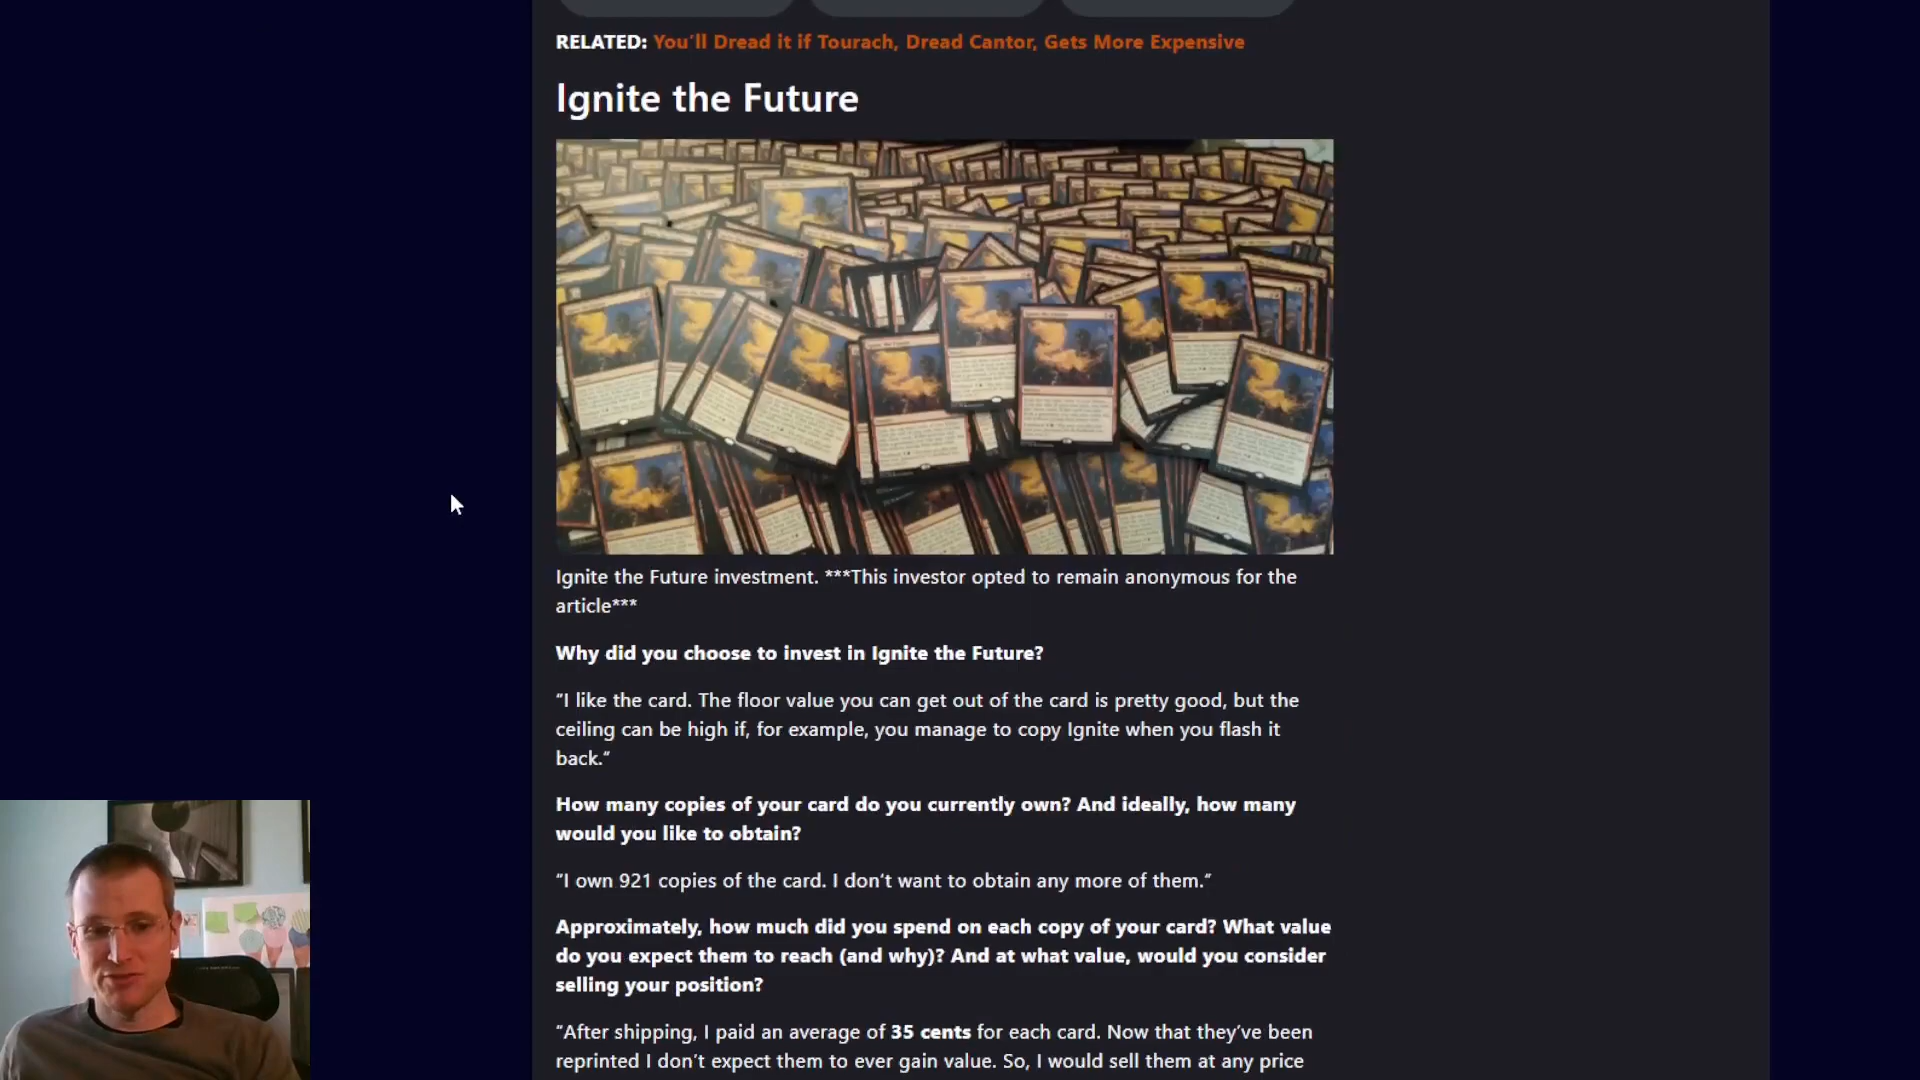 RELATED: You'll Dread it if Tourach, Dread Cantor, Gets More Expensive
Ignite the Future
Ignite the Future investment. ***This investor opted to remain anonymous for the
article***
Why did you choose to invest in Ignite the Future?
“I like the card. The floor value you can get out of the card is pretty good, but the
ceiling can be high if, for example, you manage to copy Ignite when you flash it
back.”
How many copies of your card do you currently own? And ideally, how many
would you like to obtain?
“I own 921 copies of the card. I don’t want to obtain any more of them.”
Approximately, how much did you spend on each copy of your card? What value
do you expect them to reach (and why)? And at what value, would you consider
selling your position?
“After shipping, I paid an average of 35 cents for each card. Now that they’ve been
reprinted I don’t expect them to ever gain value. So, I would sell them at any price